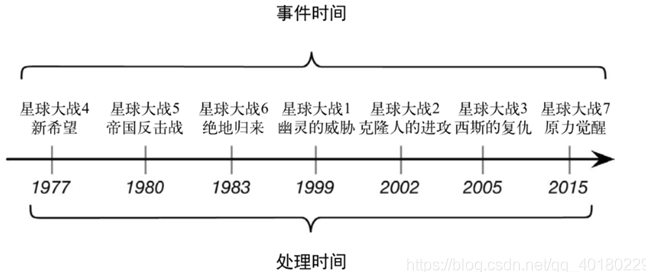 事件时间
星球大战4 星球大战5 星球大战6 星球大战1 星球大战2 星球大战3 星球大战7
新希望 帝国反击战 绝地归来 幽灵的威胁 克隆人的进攻 西斯的复仇 原力觉醒
1977 1980 1983 1999 2002 2005 2015
处理时间
https://blog.csdn.net/qq_40180229